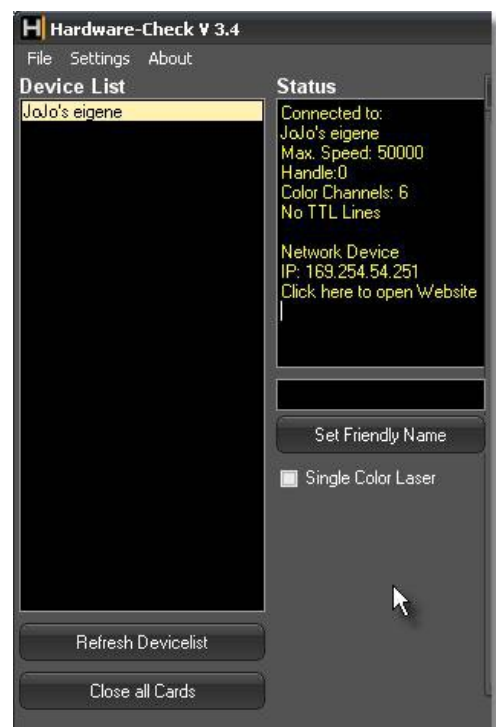 H Hardware-Check V 3.4
File Settings About
Device List
JoJo's eigene
Refresh Devicelist
Close all Cards
Status
Connected to:
JoJo's eigene
Max. Speed: 50000
Handle:0
Color Channels: 6
No TTL Lines
Network Device
IP: 169.254.54.251
Click here to open Website
Set Friendly Name
Single Color Laser